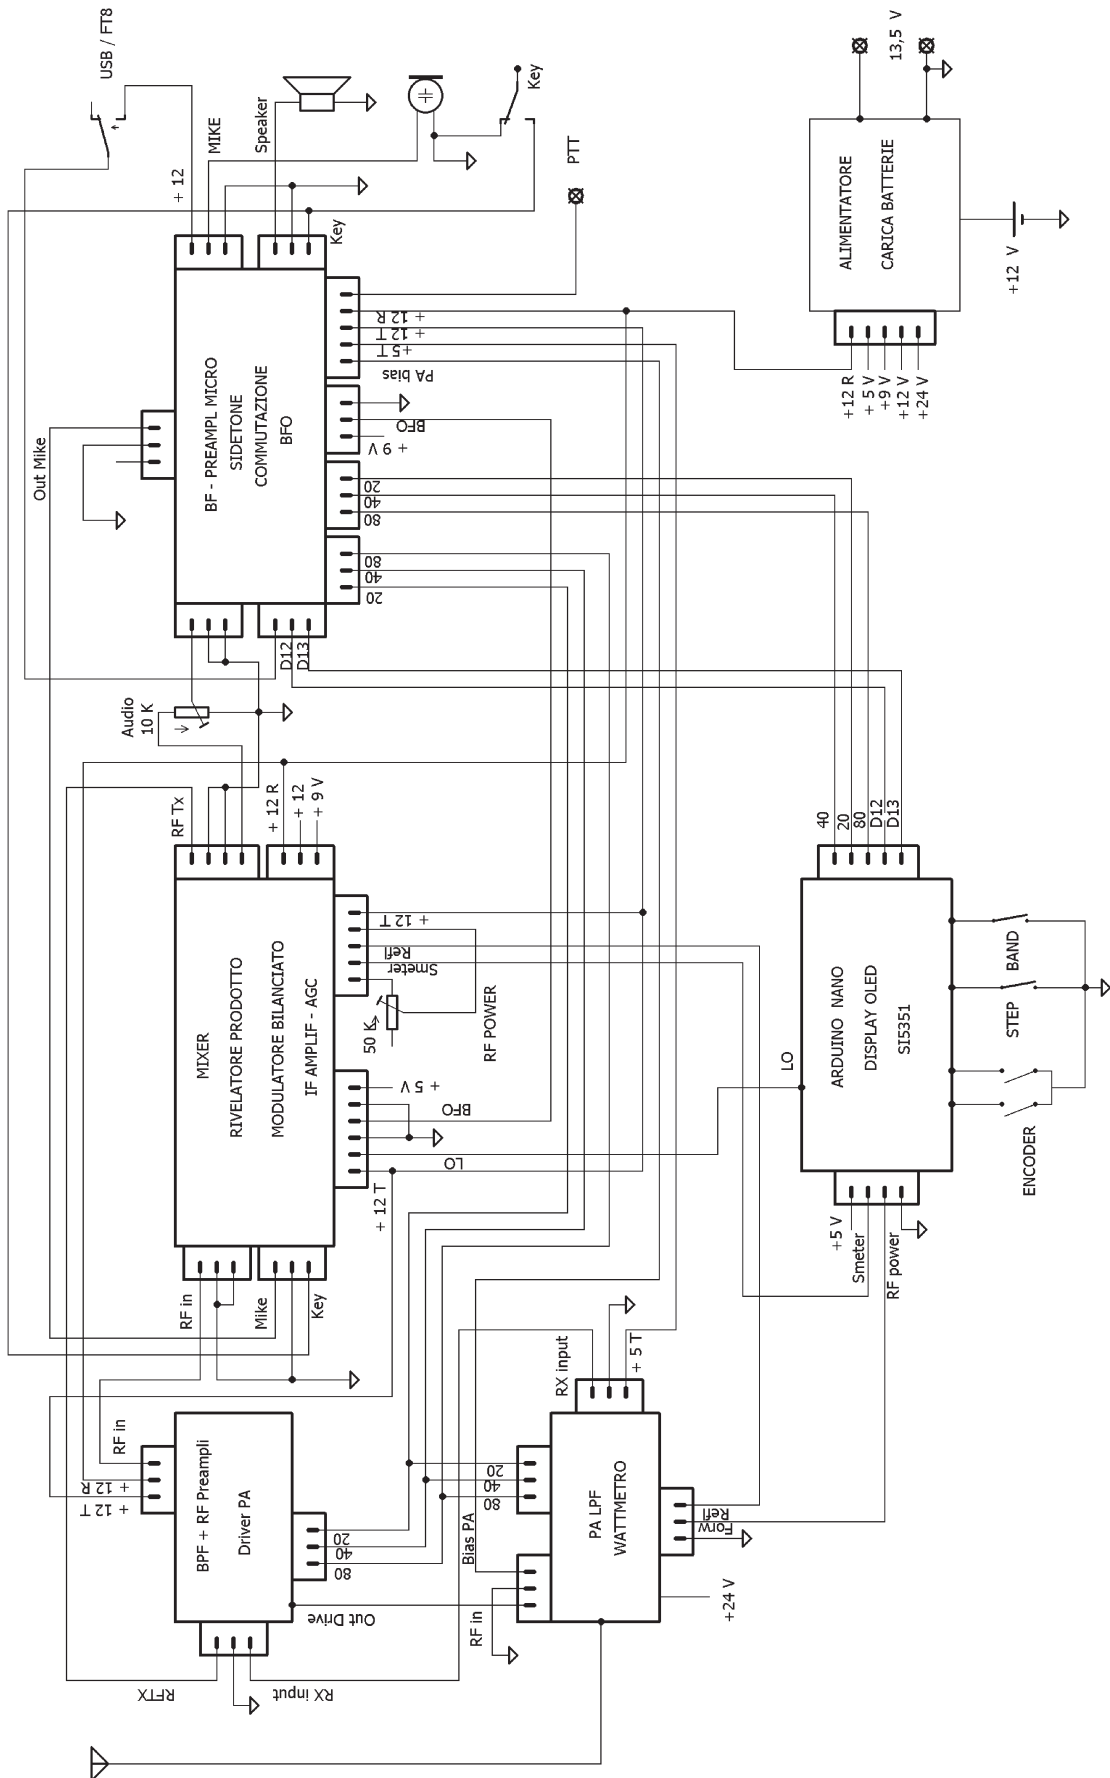 USB / FT8
+ 12
MIKE
Speaker
Key
Key
PTT
13,5 V
ALIMENTATORE
CARICA BATTERIE
+12 V
+12 R
+ 5 V
+9 V
+12 V
+24 V
Out Mike
BF - PREAMPL MICRO
SIDETONE
COMMUTAZIONE
BFO
+ 12 R
+ 12 T
+5 T
PA bias
BFO
+ 9 V
20
40
80
80
40
20
D12
D13
Audio
10 K
RF Tx
+ 12 R
+ 12
+ 9 V
MIXER
RIVELATORE PRODOTTO
MODULATORE BILANCIATO
IF AMPLIF - AGC
+ 12 T
Refl
Smeter
50 K
RF POWER
+ 5 V
BFO
LO
+ 12 T
RF in
Mike
Key
40
20
80
D12
D13
LO
ARDUINO NANO
DISPLAY OLED
SI5351
BAND
STEP
ENCODER
+5 V
Smeter
RF power
RF in
+ 12 R
+ 12 T
BPF + RF Preampli
Driver PA
20
40
80
Out Drive
RFTX
RX input
RX input
+ 5 T
20
40
80
Bias PA
RF in
PA LPF
WATTMETRO
Refl
Forw
+24 V